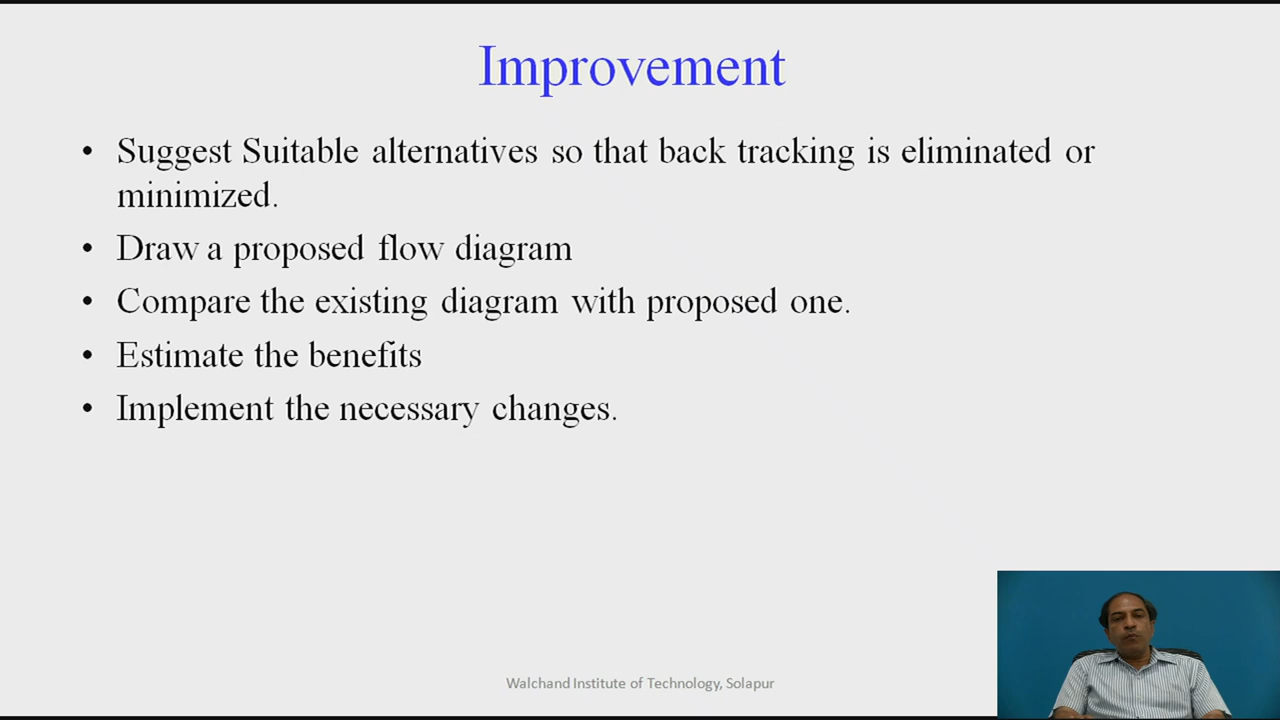 Improvement
• Suggest Suitable alternatives so that back tracking is eliminated or
minimized.
• Draw a proposed flow diagram
• Compare the existing diagram with proposed one.
• Estimate the benefits
• Implement the necessary changes.
Walchand Institute of Technology, Solapur